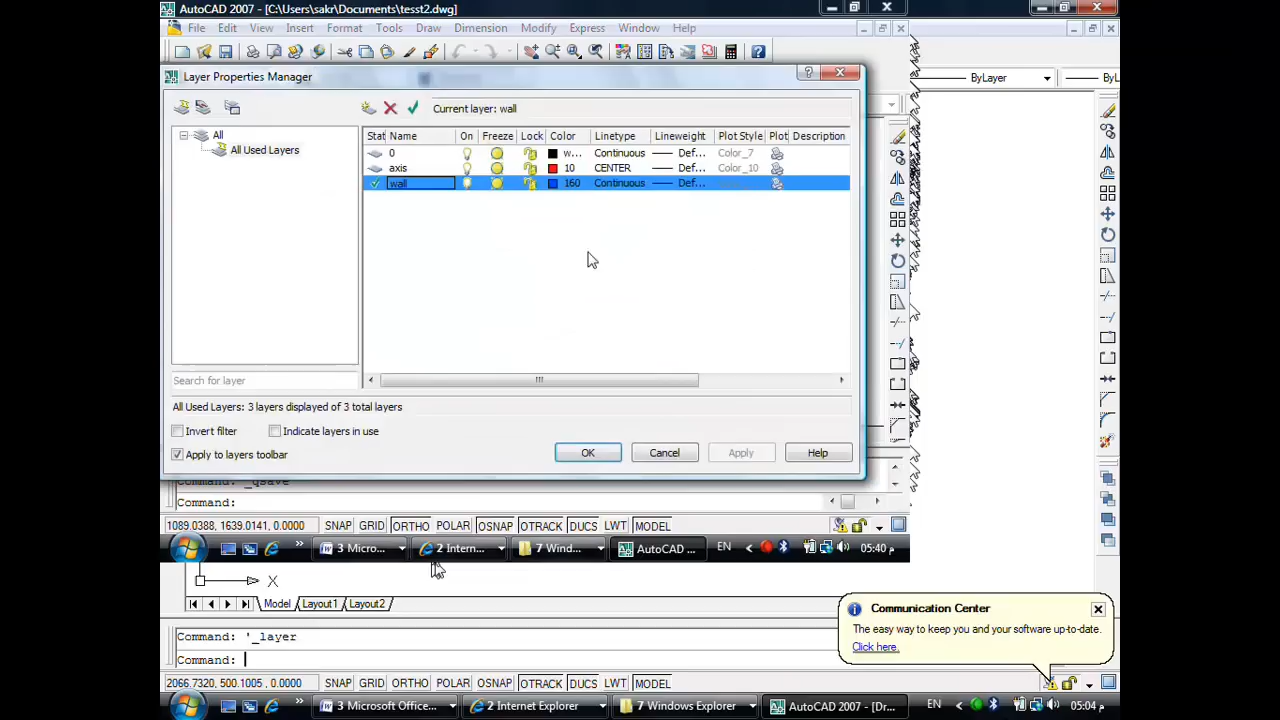 AutoCAD 2007 - [C:\Users\sakr\Documents\tesst2.dwg]
File Edit View Insert Format Tools Draw Dimension Modify Express Window Help
ByLayer
ByL
Layer Properties Manager
Current layer: wall
Stat Name On Freeze Lock Color Linetype Lineweight Plot Style Plot Description
All
All Used Layers
0 w... Continuous Def... Color_7
axis 10 CENTER Def... Color_10
wall 160 Continuous Def...
Search for layer
All Used Layers: 3 layers displayed of 3 total layers
Invert filter
Indicate layers in use
Apply to layers toolbar
OK Cancel Apply Help
Command: _qsave
Command:
1089.0388, 1639.0141, 0.0000 SNAP GRID ORTHO POLAR OSNAP OTRACK DUCS LWT MODEL
3 Micro... 2 Intern... 7 Wind... AutoCAD ... EN 05:40 م
X
Model Layout1 Layout2
Communication Center
The easy way to keep you and your software up-to-date.
Click here.
Command: '_layer
Command:
2066.7320, 500.1005 , 0.0000 SNAP GRID ORTHO POLAR OSNAP OTRACK DUCS LWT MODEL
3 Microsoft Office... 2 Internet Explorer 7 Windows Explorer AutoCAD 2007 - [Dr... EN 05:04 م